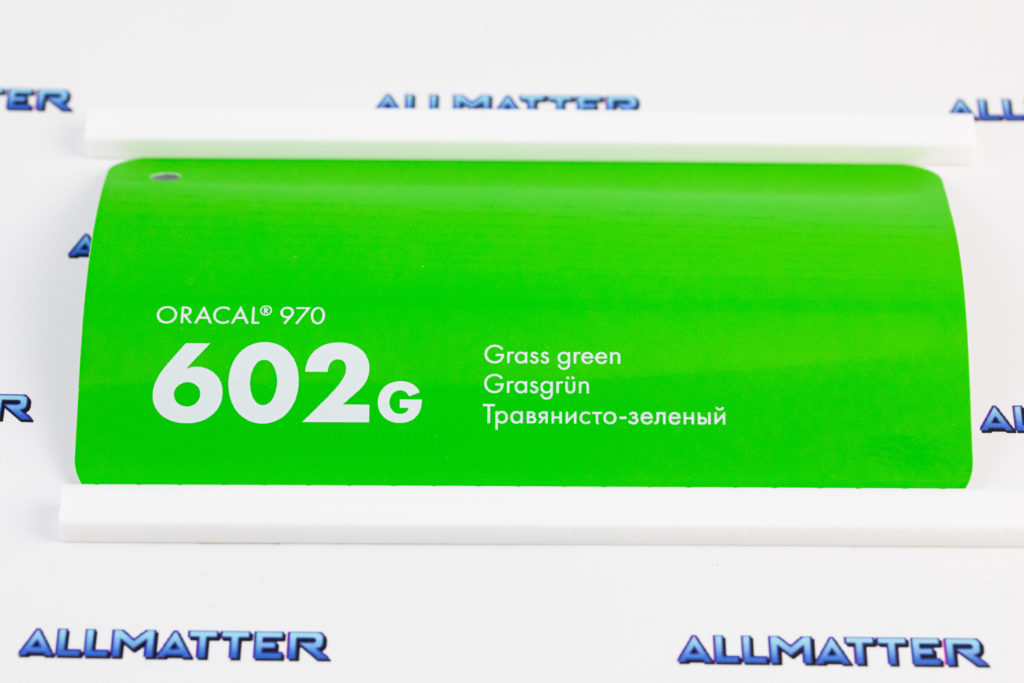 ALLMATTER
ORACAL® 970
602G
Grass green
Grasgrün
Травянисто-зеленый
ALLMATTER
ALLMATTER